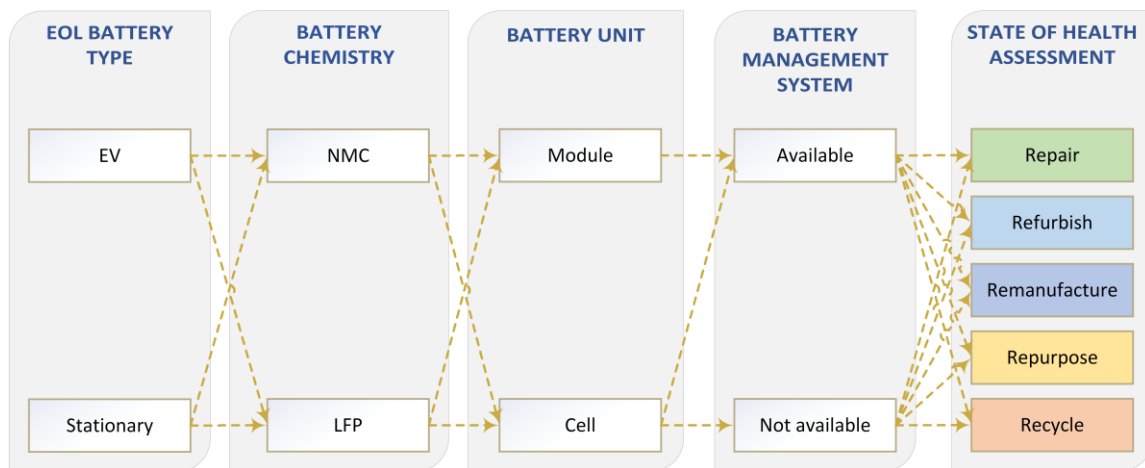 EOL BATTERY
TYPE
BATTERY
CHEMISTRY
BATTERY UNIT
BATTERY
MANAGEMENT
SYSTEM
STATE OF HEALTH
ASSESSMENT
EV
NMC
Module
Available
Repair
Refurbish
Remanufacture
Repurpose
Stationary
LFP
Cell
Not available
Recycle